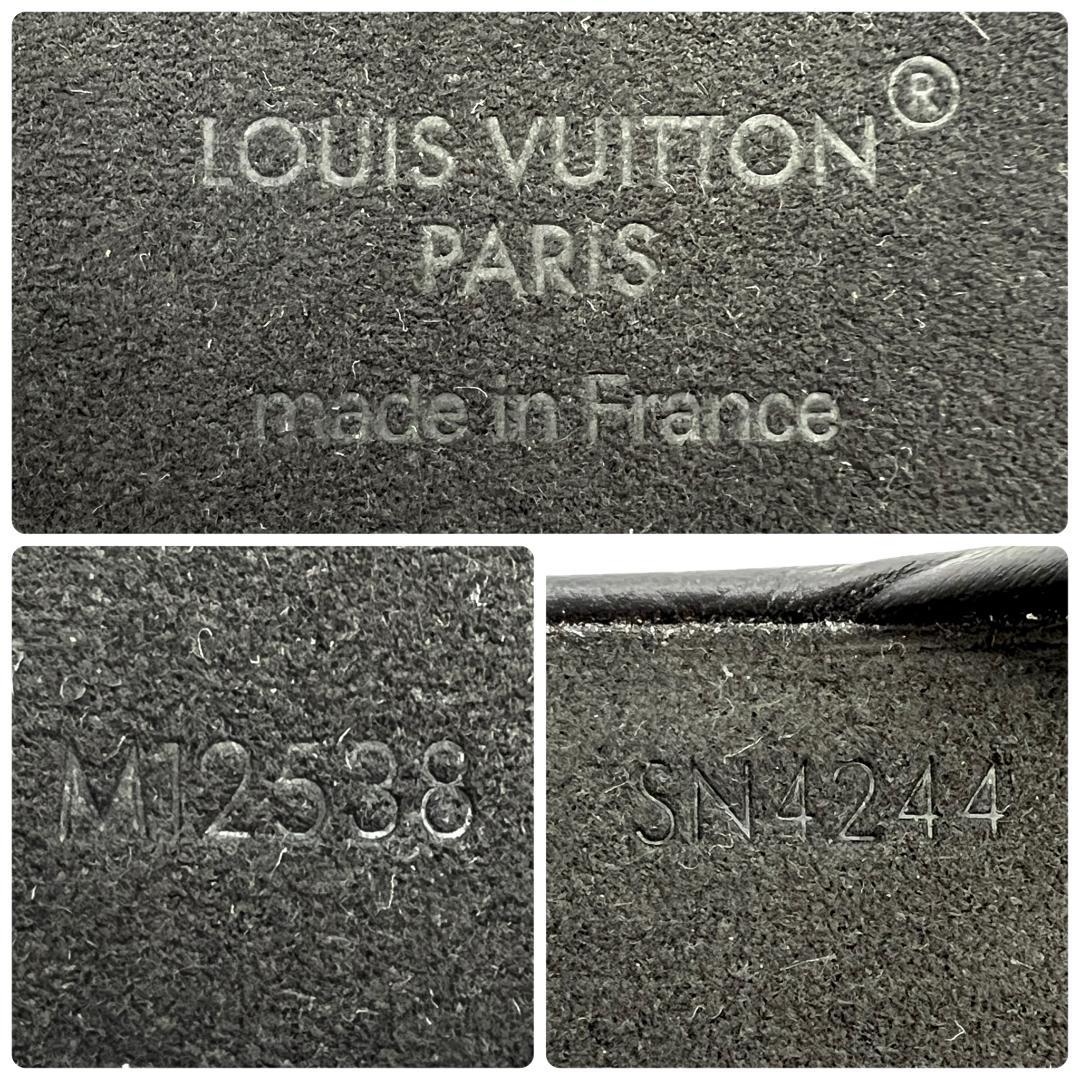 LOUIS VUITTON®
PARIS
made in France
M12538
SN4244